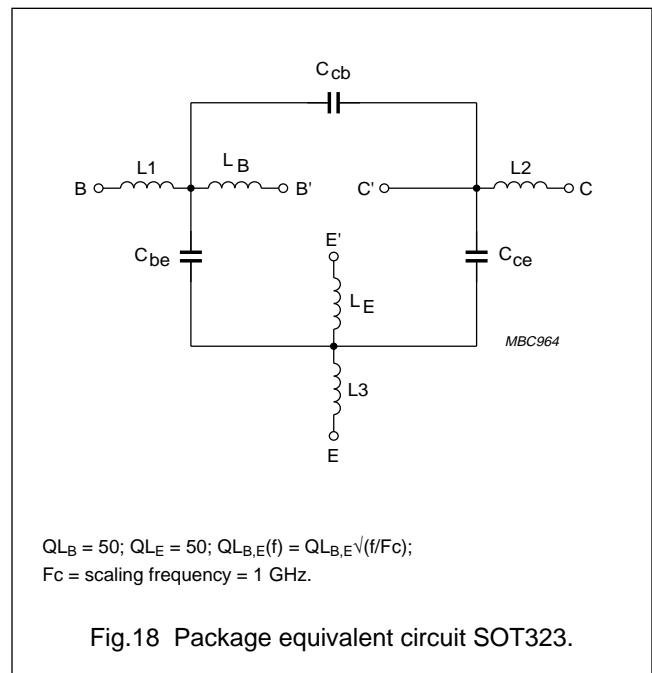 C_cb
L1
L_B
L2
B
B'
C'
C
E'
C_be
C_ce
L_E
MBC964
L3
E
QL_B = 50; QL_E = 50; QL_B,E(f) = QL_B,E√(f/Fc);
Fc = scaling frequency = 1 GHz.
Fig.18 Package equivalent circuit SOT323.